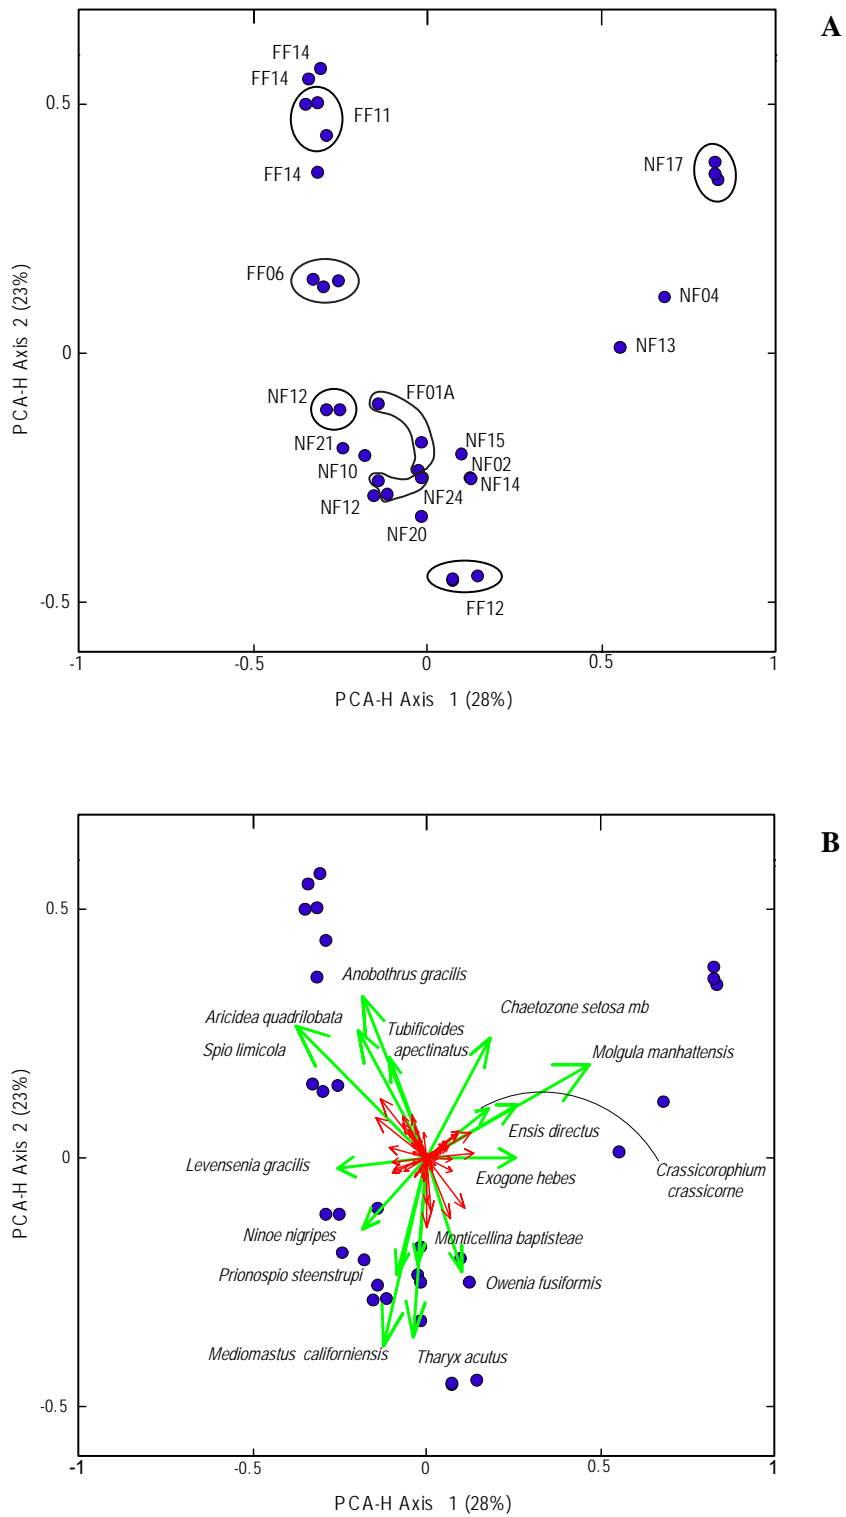 A
FF14
FF14
FF11
FF14
NF17
FF06
NF04
NF13
NF12
FF01A
NF21
NF15
NF10
NF02
NF14
NF12
NF24
NF20
FF12
0.5
0
-0.5
-1
-0.5
0
0.5
1
PCA-H Axis 2 (23%)
PCA-H Axis 1 (28%)
B
Anobothrus gracilis
Chaetozone setosa mb
Aricidea quadrilobata
Tubificoides
apectinatus
Spio limicola
Molgula manhattensis
Ensis directus
Levensenia gracilis
Exogone hebes
Crassicorophium
crassicorne
Ninoe nigripes
Monticellina baptisteae
Prionospio steenstrupi
Owenia fusiformis
Mediomastus californiensis
Tharyx acutus
0.5
0
-0.5
-1
-0.5
0
0.5
1
PCA-H Axis 2 (23%)
PCA-H Axis 1 (28%)